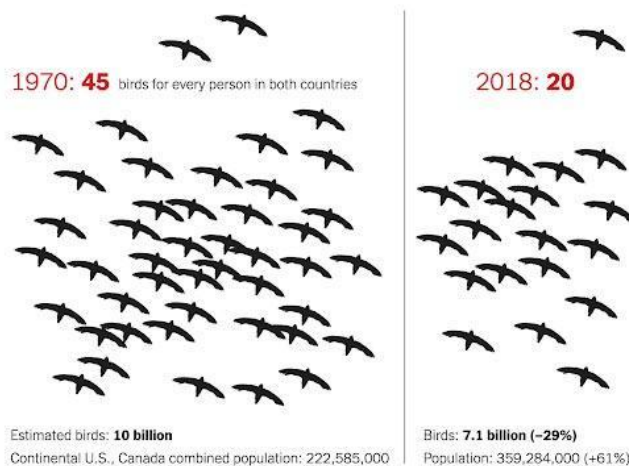 1970: 45 birds for every person in both countries
2018: 20
Estimated birds: 10 billion
Continental U.S., Canada combined population: 222,585,000
Birds: 7.1 billion (–29%)
Population: 359,284,000 (+61%)